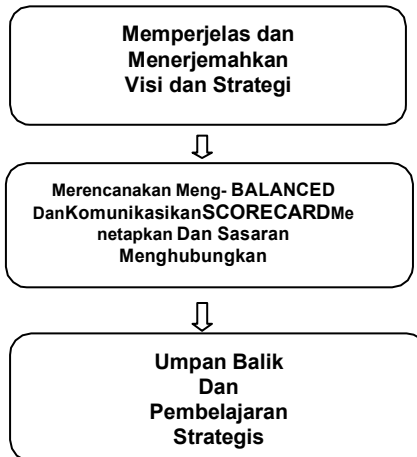 Memperjelas dan
Menerjemahkan
Visi dan Strategi
Merencanakan Meng- BALANCED
DanKomunikasikanSCORECARDMe
netapkan Dan Sasaran
Menghubungkan
Umpan Balik
Dan
Pembelajaran
Strategis